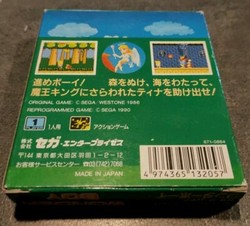 進めボーイ!　森をぬけ、海をわたって、
魔王キングにさらわれたティナを助け出せ!
ORIGINAL GAME: © SEGA / WESTONE 1986
REPROGRAMMED GAME: © SEGA 1990
1人用
アクションゲーム
株式会社 セガ・エンタープライゼス
〒144 東京都大田区羽田1-2-12
お客様サービスセンター
MADE IN JAPAN
671-0664
4974365132057